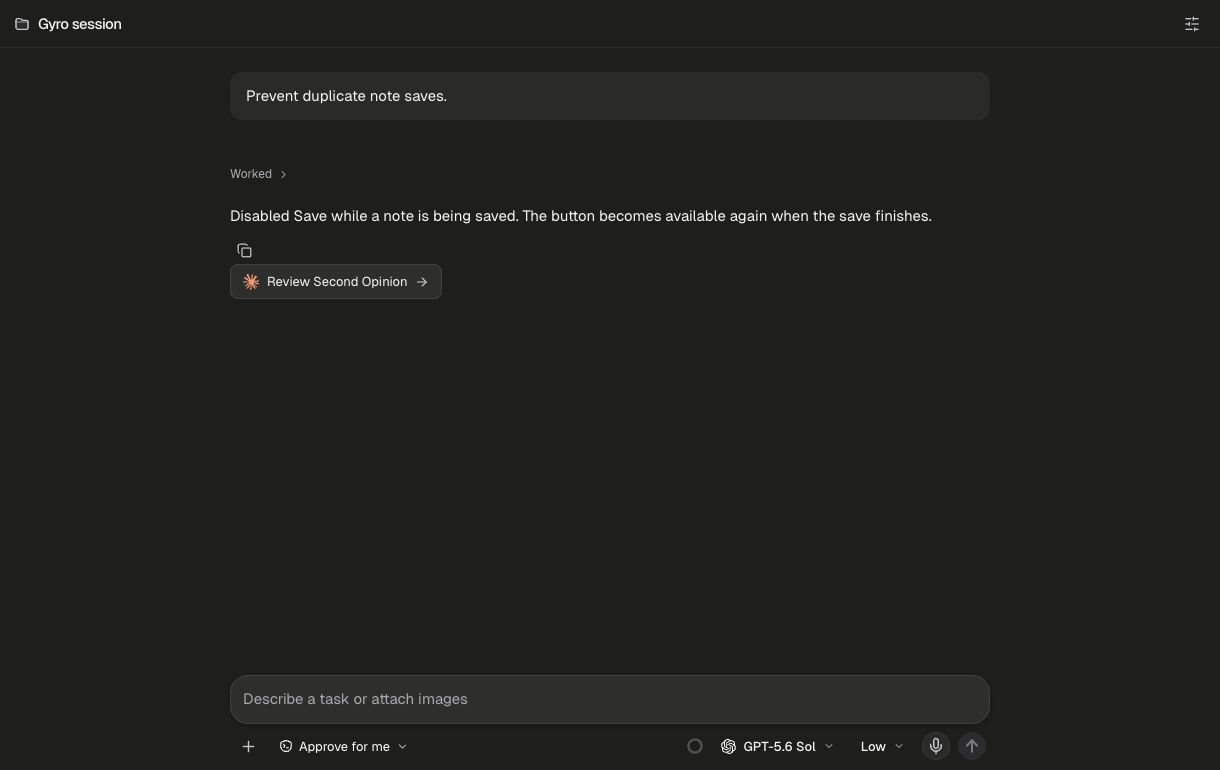 Gyro session
Prevent duplicate note saves.
Worked
Disabled Save while a note is being saved. The button becomes available again when the save finishes.
Review Second Opinion
Describe a task or attach images
Approve for me
GPT-5.6 Sol
Low